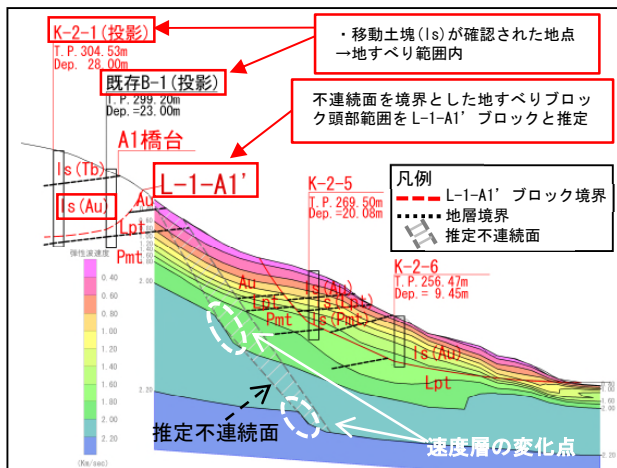 K-2-1(投影)
T.P.304.53m
Dep. 28.00m
・移動土塊(ls)が確認された地点
→地すべり範囲内
既存B-1(投影)
T.P.299.20m
Dep.=23.00m
不連続面を境界とした地すべりブロック
ク頭部範囲をL-1-A1’ブロックと推定
A1橋台
L-1-A1’
ls(Tb)
ls(Au)
Au
Lpt
Pmt
K-2-5
T.P.269.50m
Dep.=20.08m
凡例
L-1-A1’ブロック境界
地層境界
推定不連続面
K-2-6
T.P.256.47m
Dep.= 9.45m
弾性波速度
0.40
0.60
0.80
1.00
1.20
1.40
1.60
1.80
2.00
2.20
(Km/sec)
Au
Lpt
Pmt
ls(Au)
ls(Lpt)
ls(Pmt)
ls(Au)
Lpt
2.00
2.20
2.00
2.20
推定不連続面
速度層の変化点